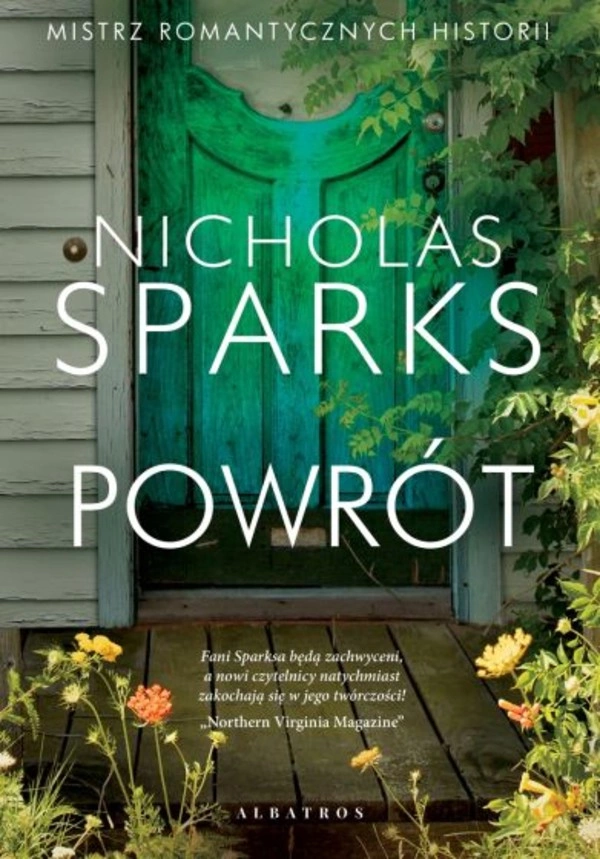 MISTRZ ROMANTYCZNYCH HISTORII
NICHOLAS
SPARKS
POWRÓT
Fani Sparksa będą zachwyceni,
a nowi czytelnicy natychmiast
zakochają się w jego twórczości!
„Northern Virginia Magazine”
ALBATROS